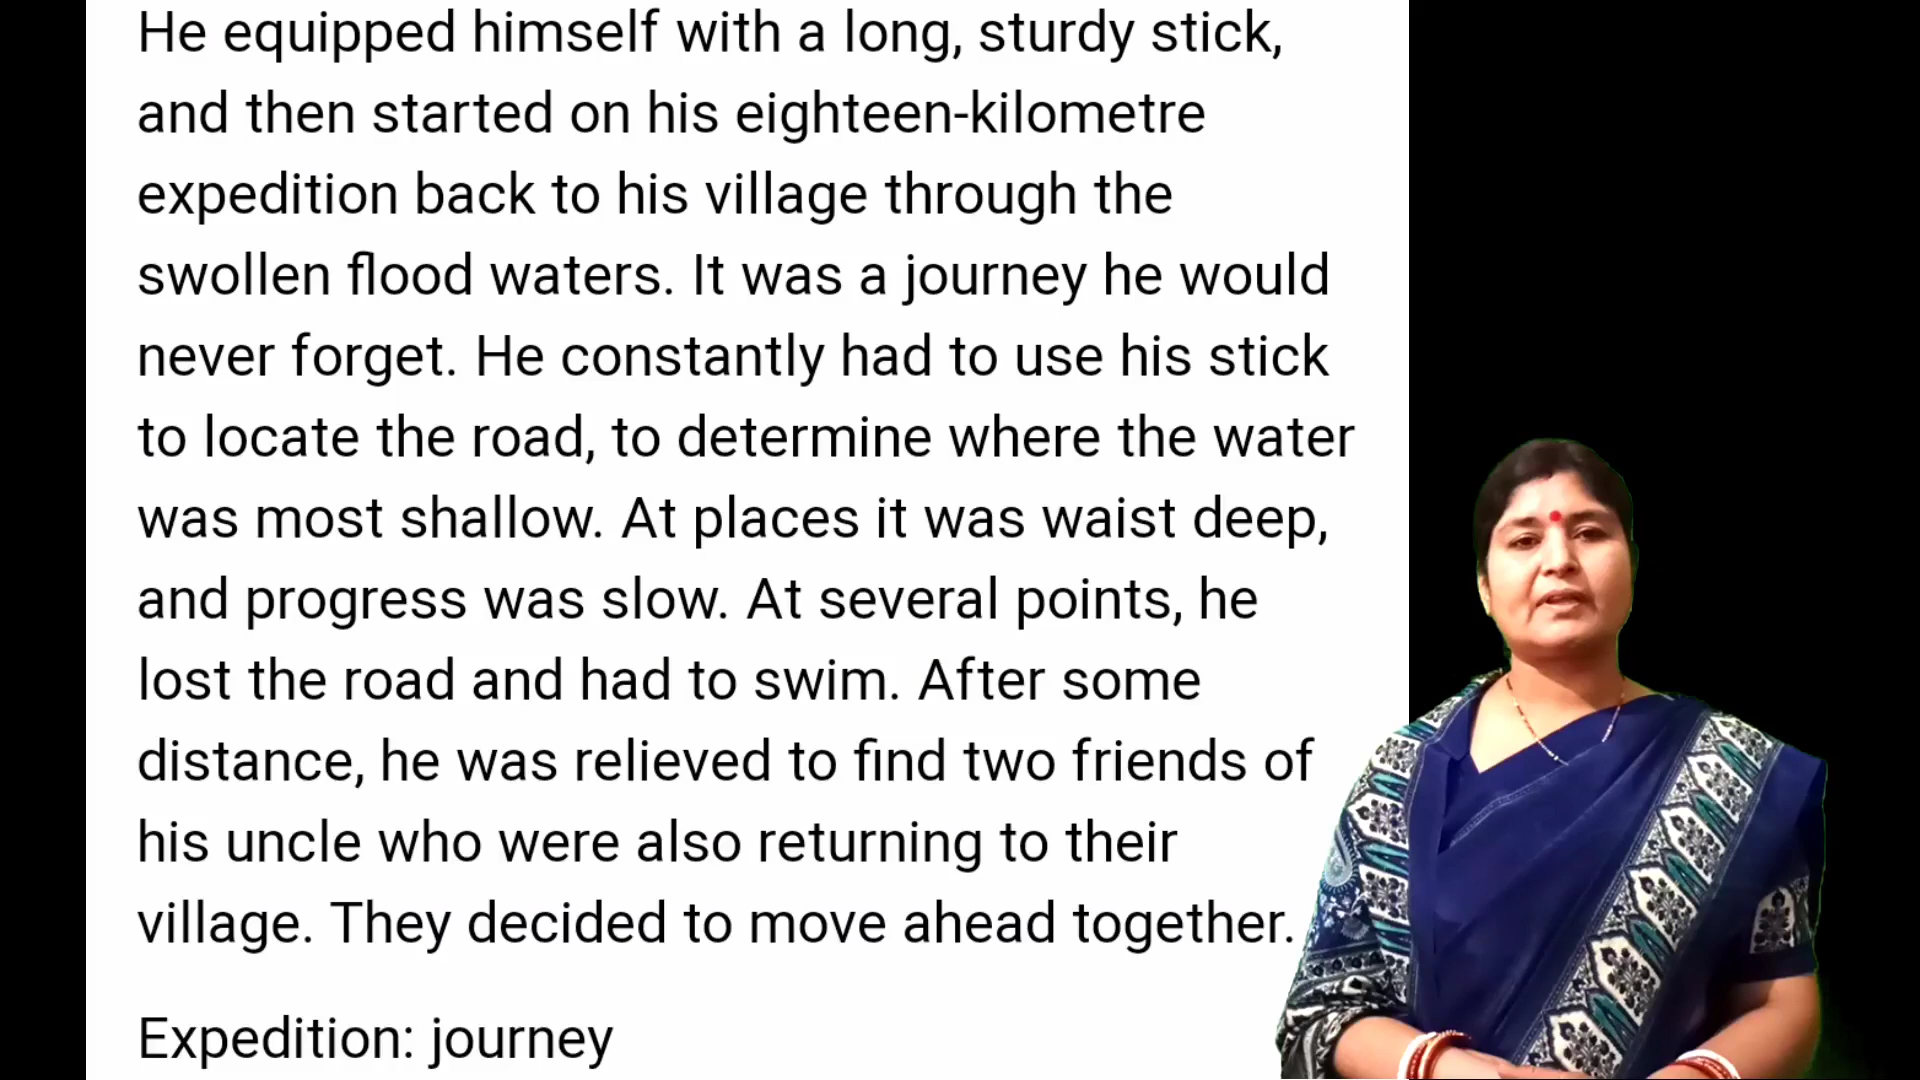 He equipped himself with a long, sturdy stick,
and then started on his eighteen-kilometre
expedition back to his village through the
swollen flood waters. It was a journey he would
never forget. He constantly had to use his stick
to locate the road, to determine where the water
was most shallow. At places it was waist deep,
and progress was slow. At several points, he
lost the road and had to swim. After some
distance, he was relieved to find two friends of
his uncle who were also returning to their
village. They decided to move ahead together.
Expedition: journey